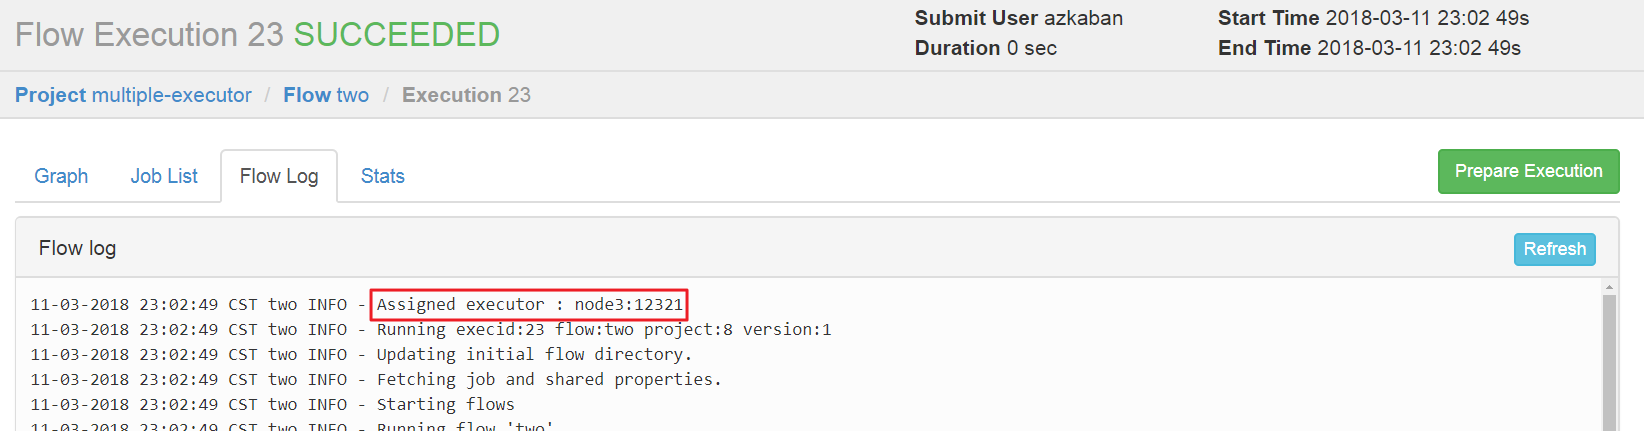 Flow Execution 23 SUCCEEDED
Submit User azkaban
Duration 0 sec
Start Time 2018-03-11 23:02 49s
End Time 2018-03-11 23:02 49s
Project multiple-executor / Flow two / Execution 23
Graph Job List Flow Log Stats
Prepare Execution
Flow log
Refresh
11-03-2018 23:02:49 CST two INFO - Assigned executor : node3:12321
11-03-2018 23:02:49 CST two INFO - Running execid:23 flow:two project:8 version:1
11-03-2018 23:02:49 CST two INFO - Updating initial flow directory.
11-03-2018 23:02:49 CST two INFO - Fetching job and shared properties.
11-03-2018 23:02:49 CST two INFO - Starting flows
11-03-2018 23:02:49 CST two INFO - Running flow 'two'